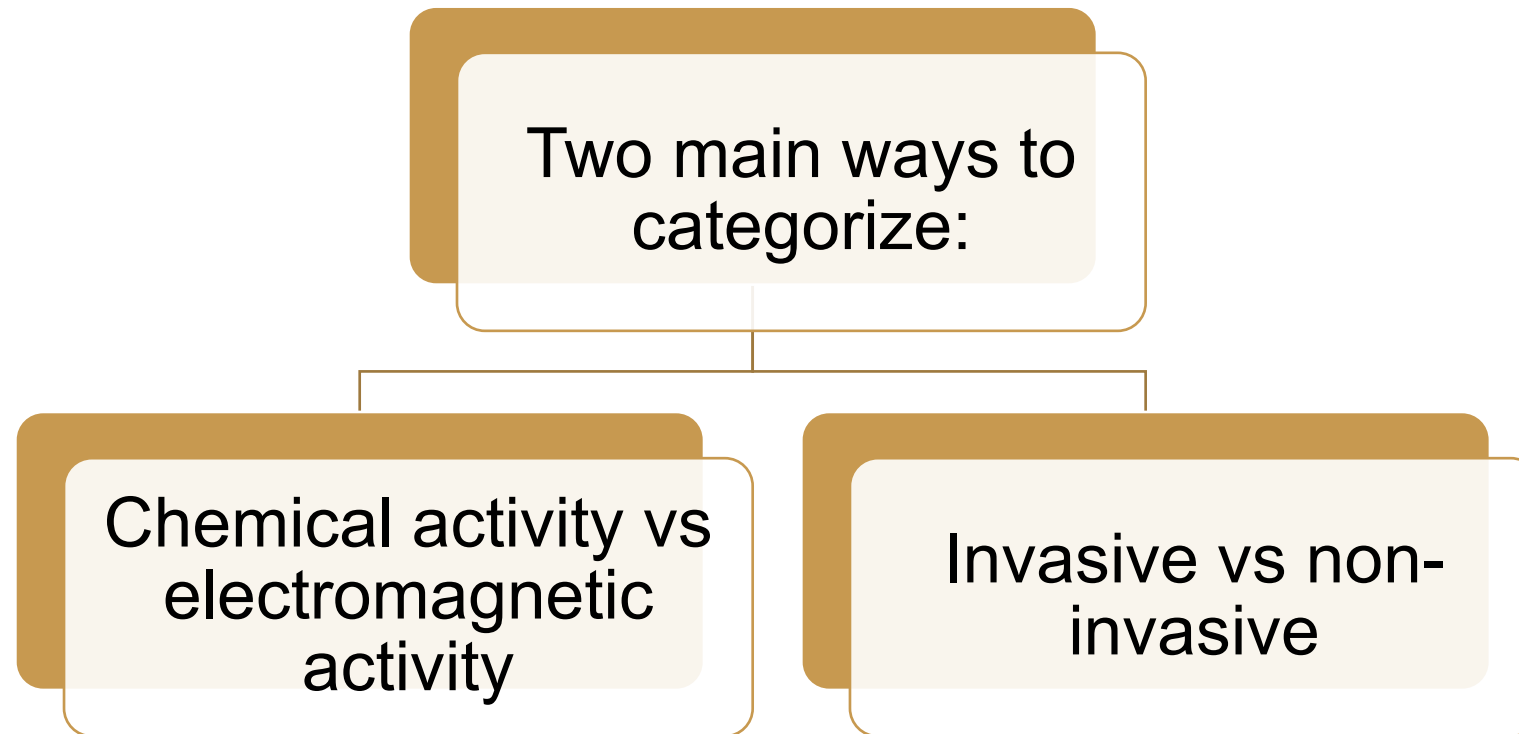 Two main ways to
categorize:
Chemical activity vs
electromagnetic
activity
Invasive vs non-
invasive